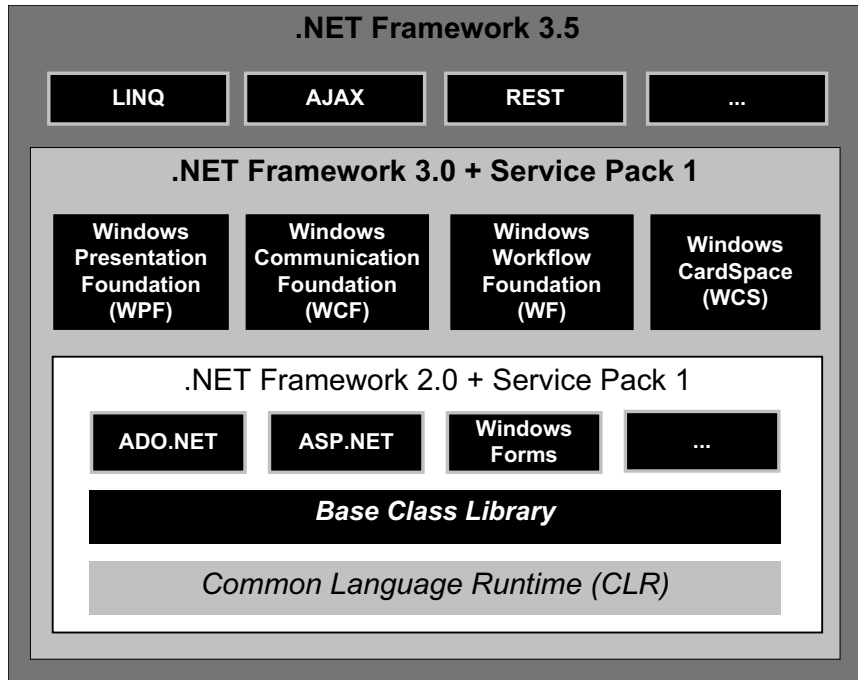 .NET Framework 3.5
LINQ
AJAX
REST
...
.NET Framework 3.0 + Service Pack 1
Windows
Presentation
Foundation
(WPF)
Windows
Communication
Foundation
(WCF)
Windows
Workflow
Foundation
(WF)
Windows
CardSpace
(WCS)
.NET Framework 2.0 + Service Pack 1
ADO.NET
ASP.NET
Windows
Forms
...
Base Class Library
Common Language Runtime (CLR)